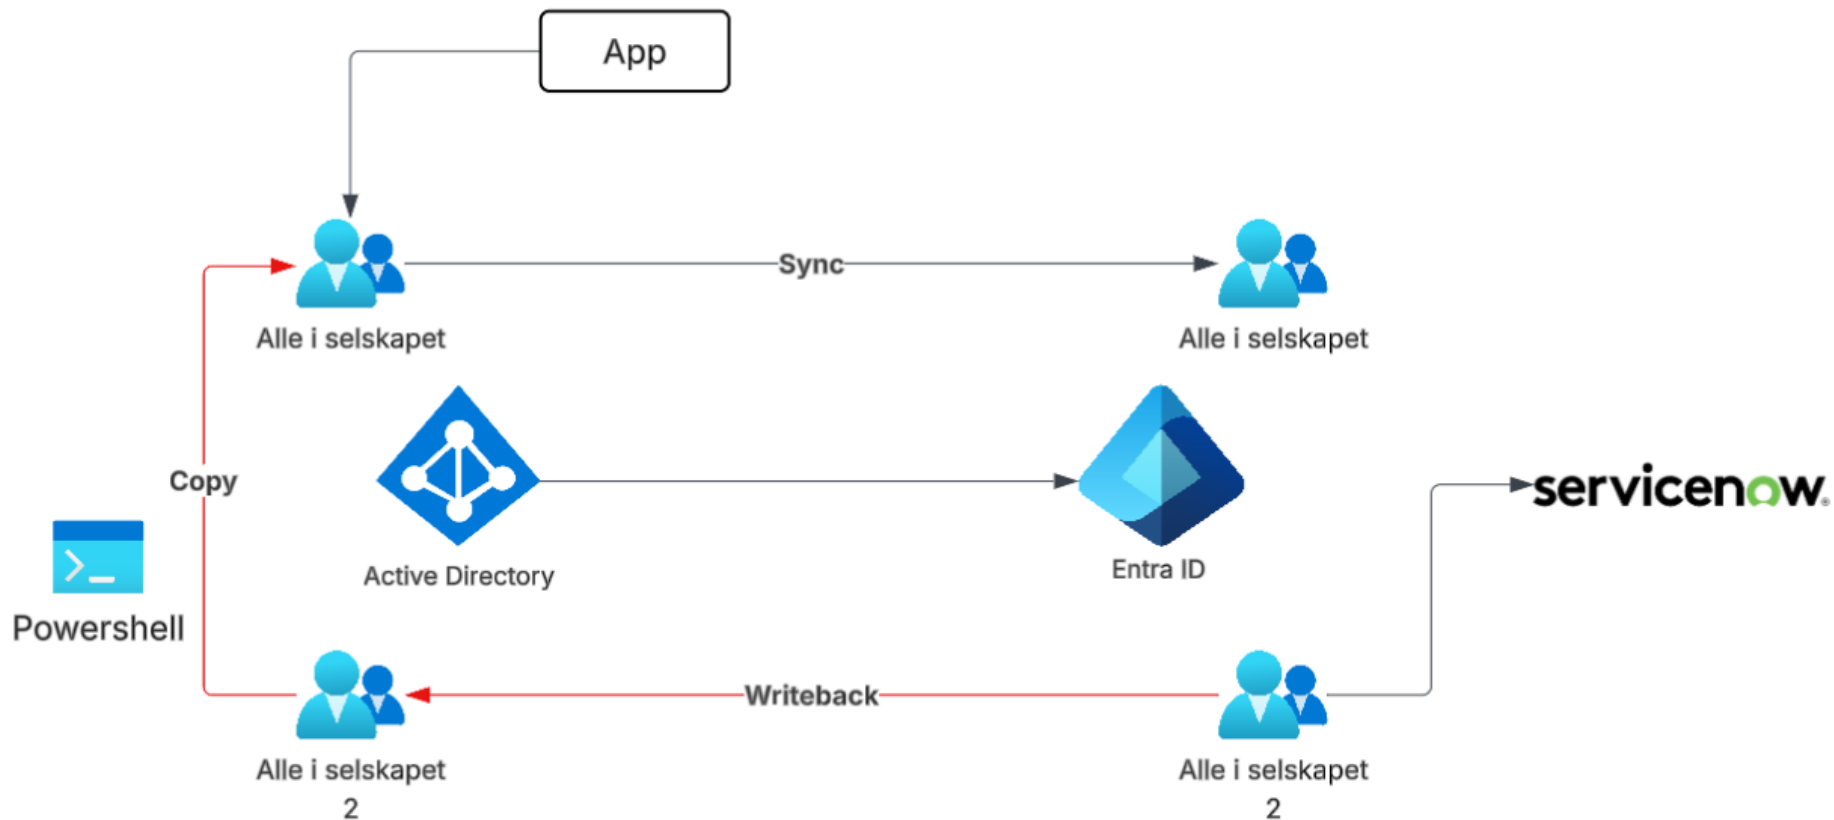 App
Sync
Alle i selskapet
Alle i selskapet
Copy
servicenow
Active Directory
Entra ID
Powershell
Writeback
Alle i selskapet
2
Alle i selskapet
2